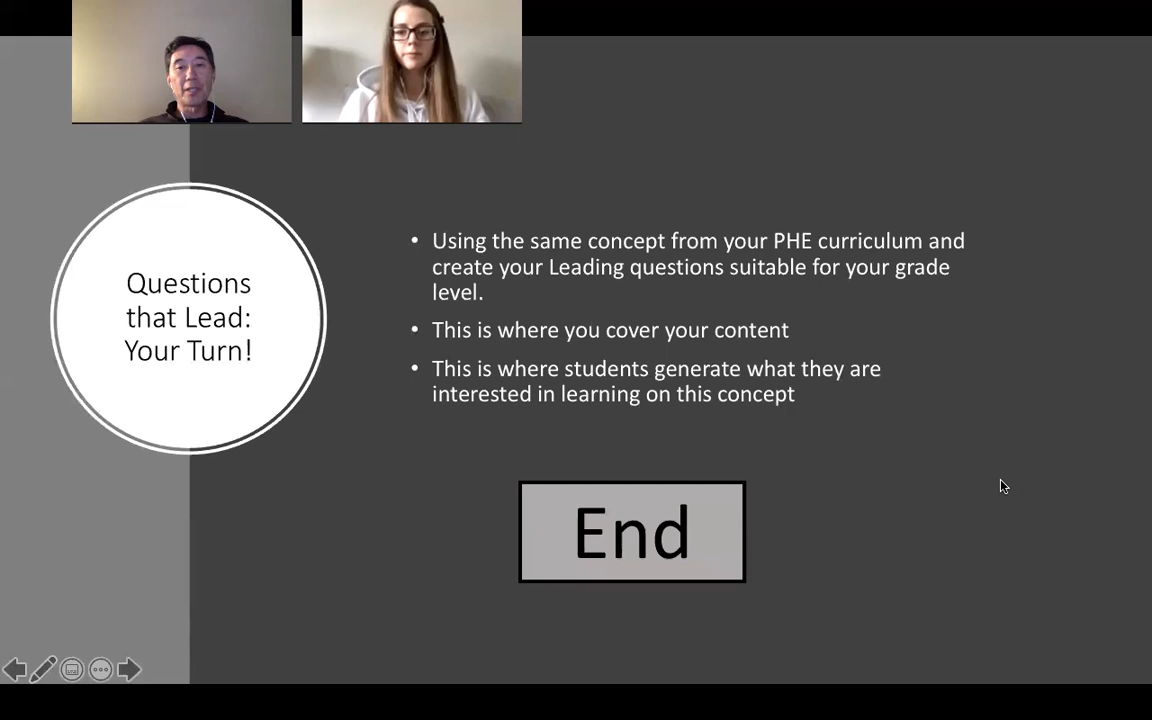 Questions
that Lead:
Your Turn!
• Using the same concept from your PHE curriculum and
create your Leading questions suitable for your grade
level.
• This is where you cover your content
• This is where students generate what they are
interested in learning on this concept
End